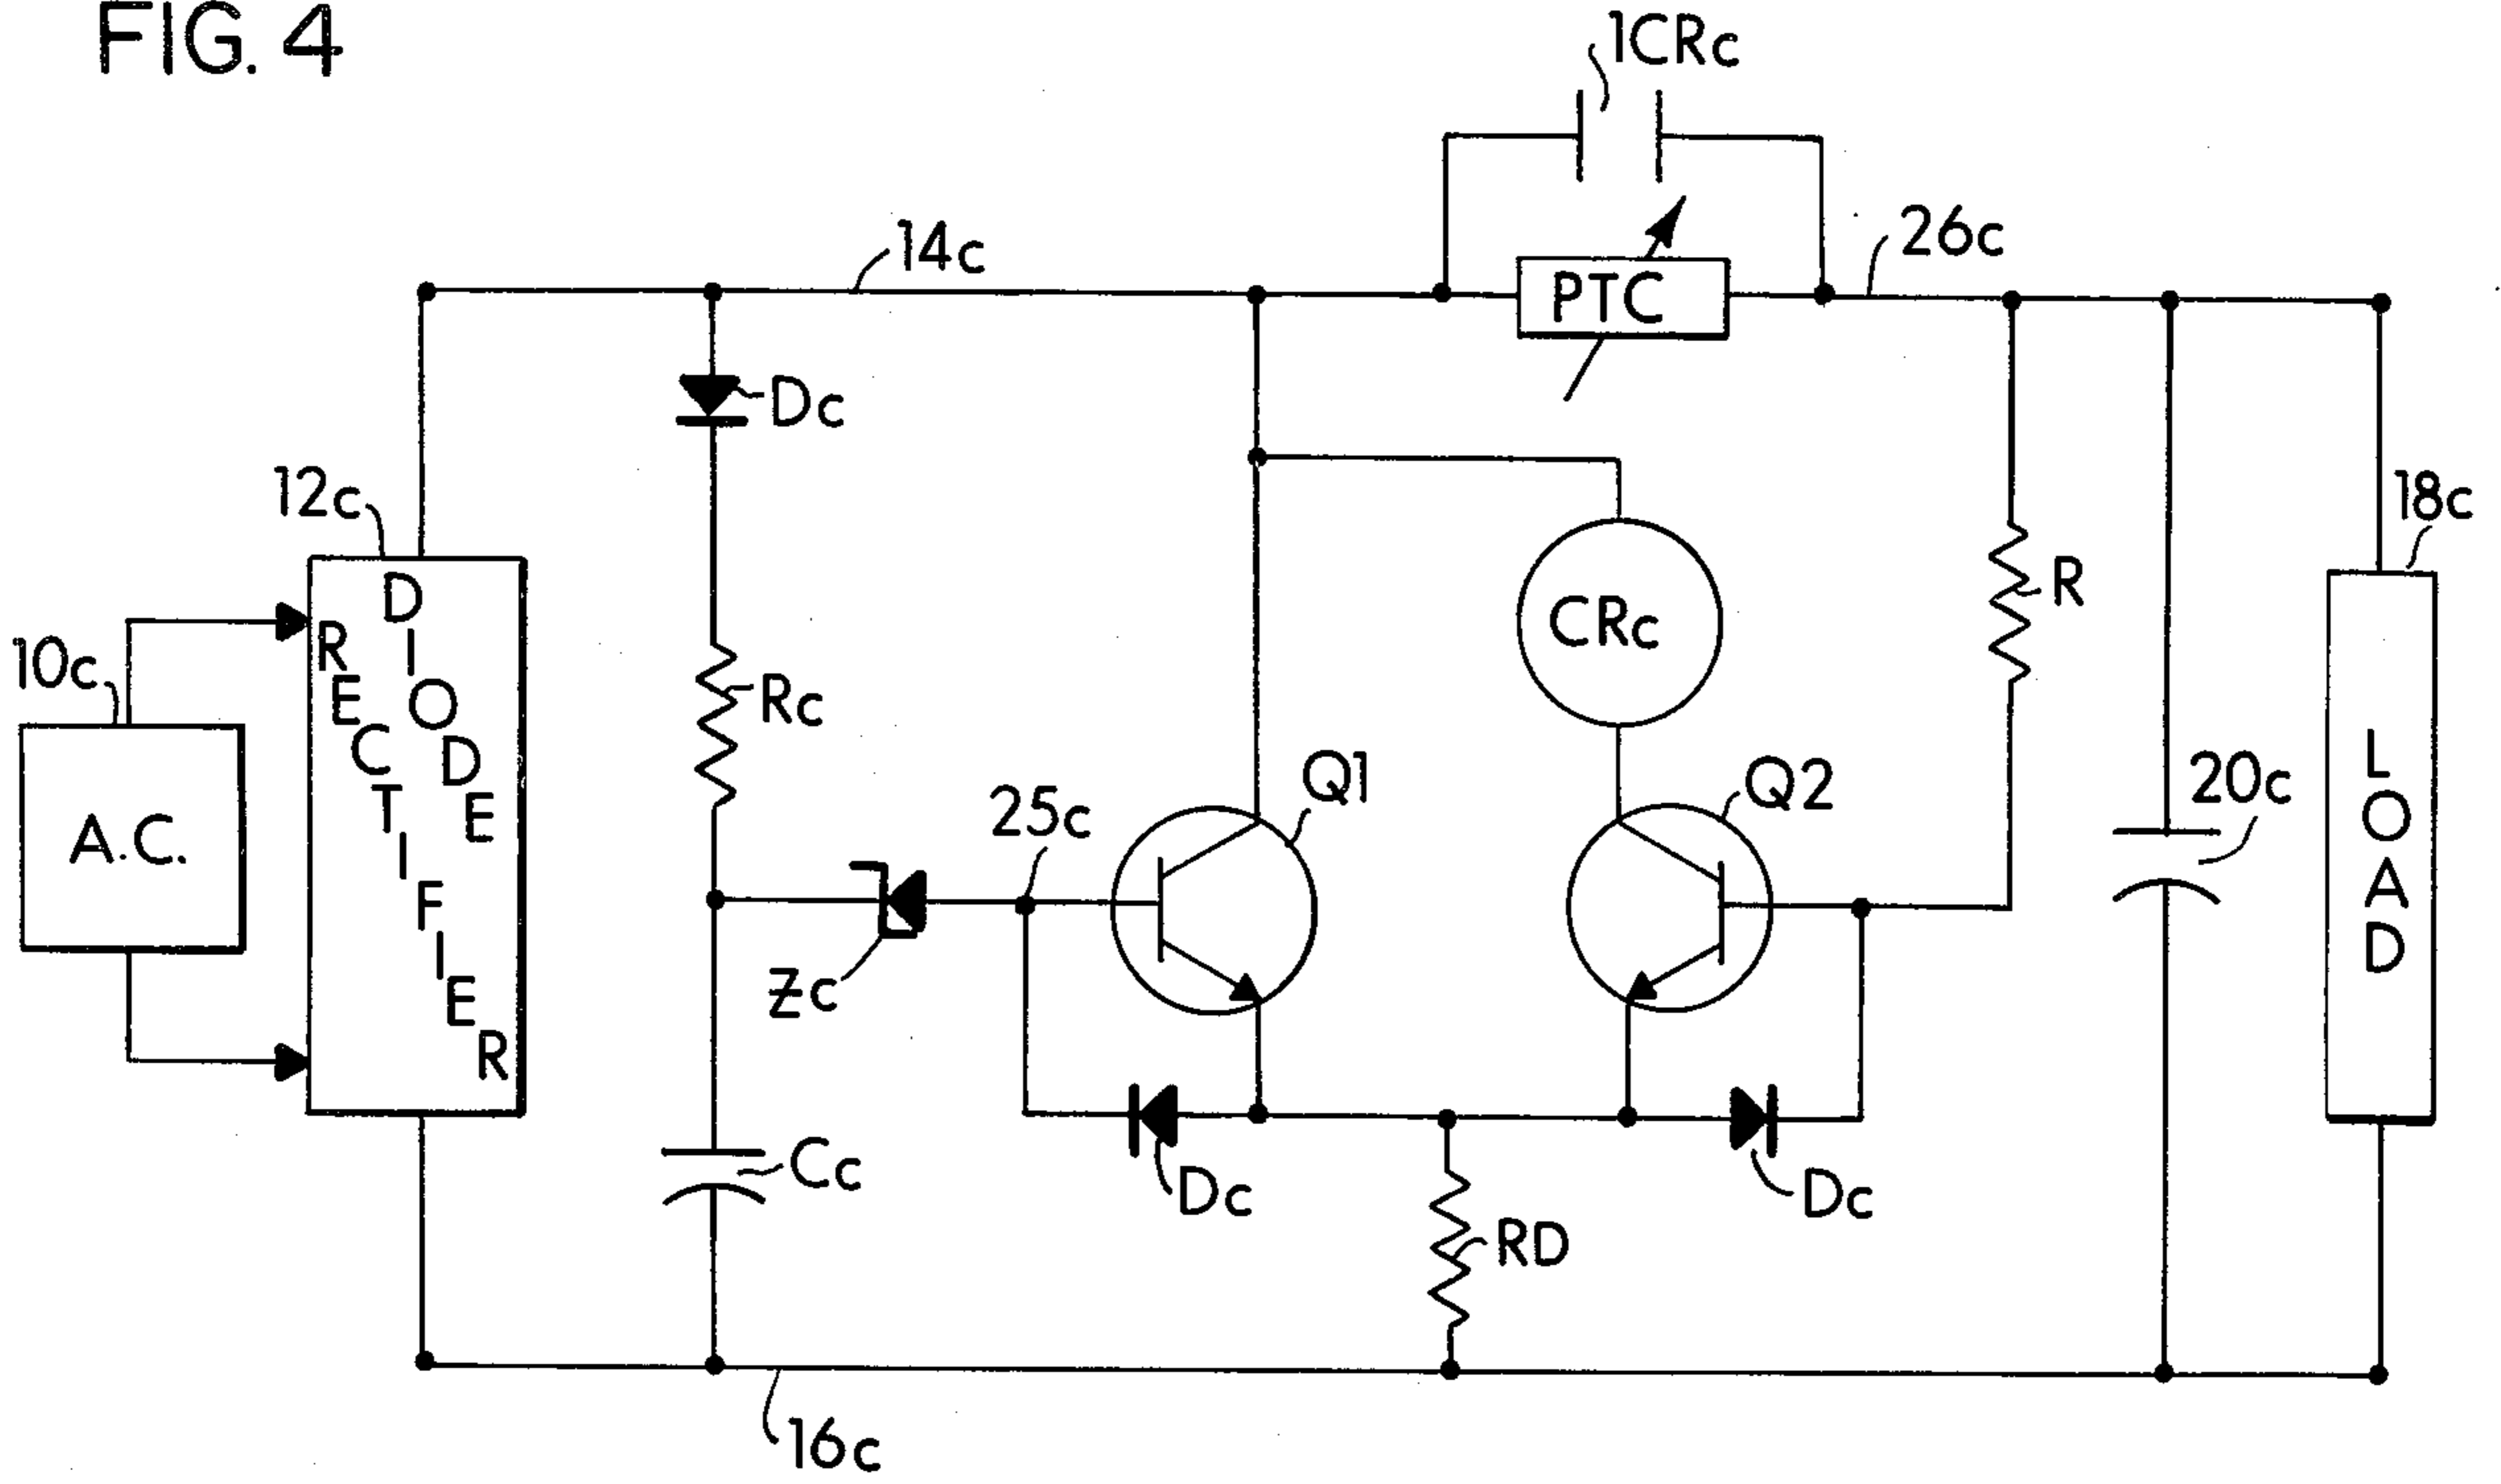 FIG. 4
1CRc
14c
26c
PTC
Dc
12c
18c
DIODE
RECTIFIER
10c
CRc
R
Rc
A.C.
25c
Q1
Q2
20c
LOAD
Zc
Cc
Dc
Dc
RD
16c